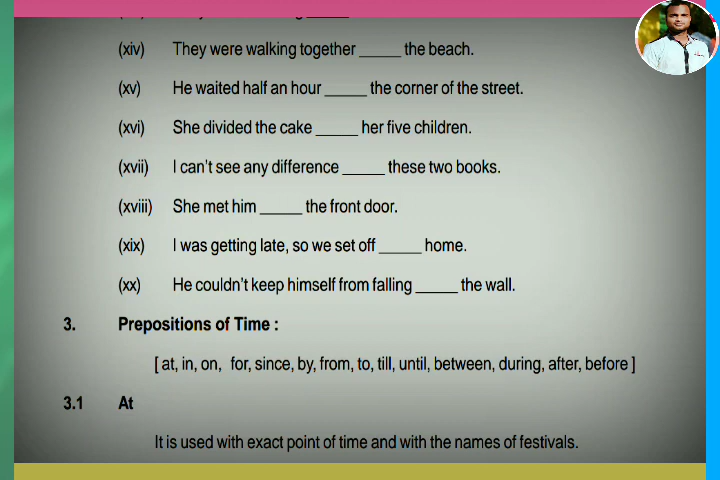 (xiv) They were walking together _____ the beach.
(xv) He waited half an hour _____ the corner of the street.
(xvi) She divided the cake _____ her five children.
(xvii) I can't see any difference _____ these two books.
(xviii) She met him _____ the front door.
(xix) I was getting late, so we set off _____ home.
(xx) He couldn't keep himself from falling _____ the wall.
3. Prepositions of Time :
[ at, in, on, for, since, by, from, to, till, until, between, during, after, before ]
3.1 At
It is used with exact point of time and with the names of festivals.